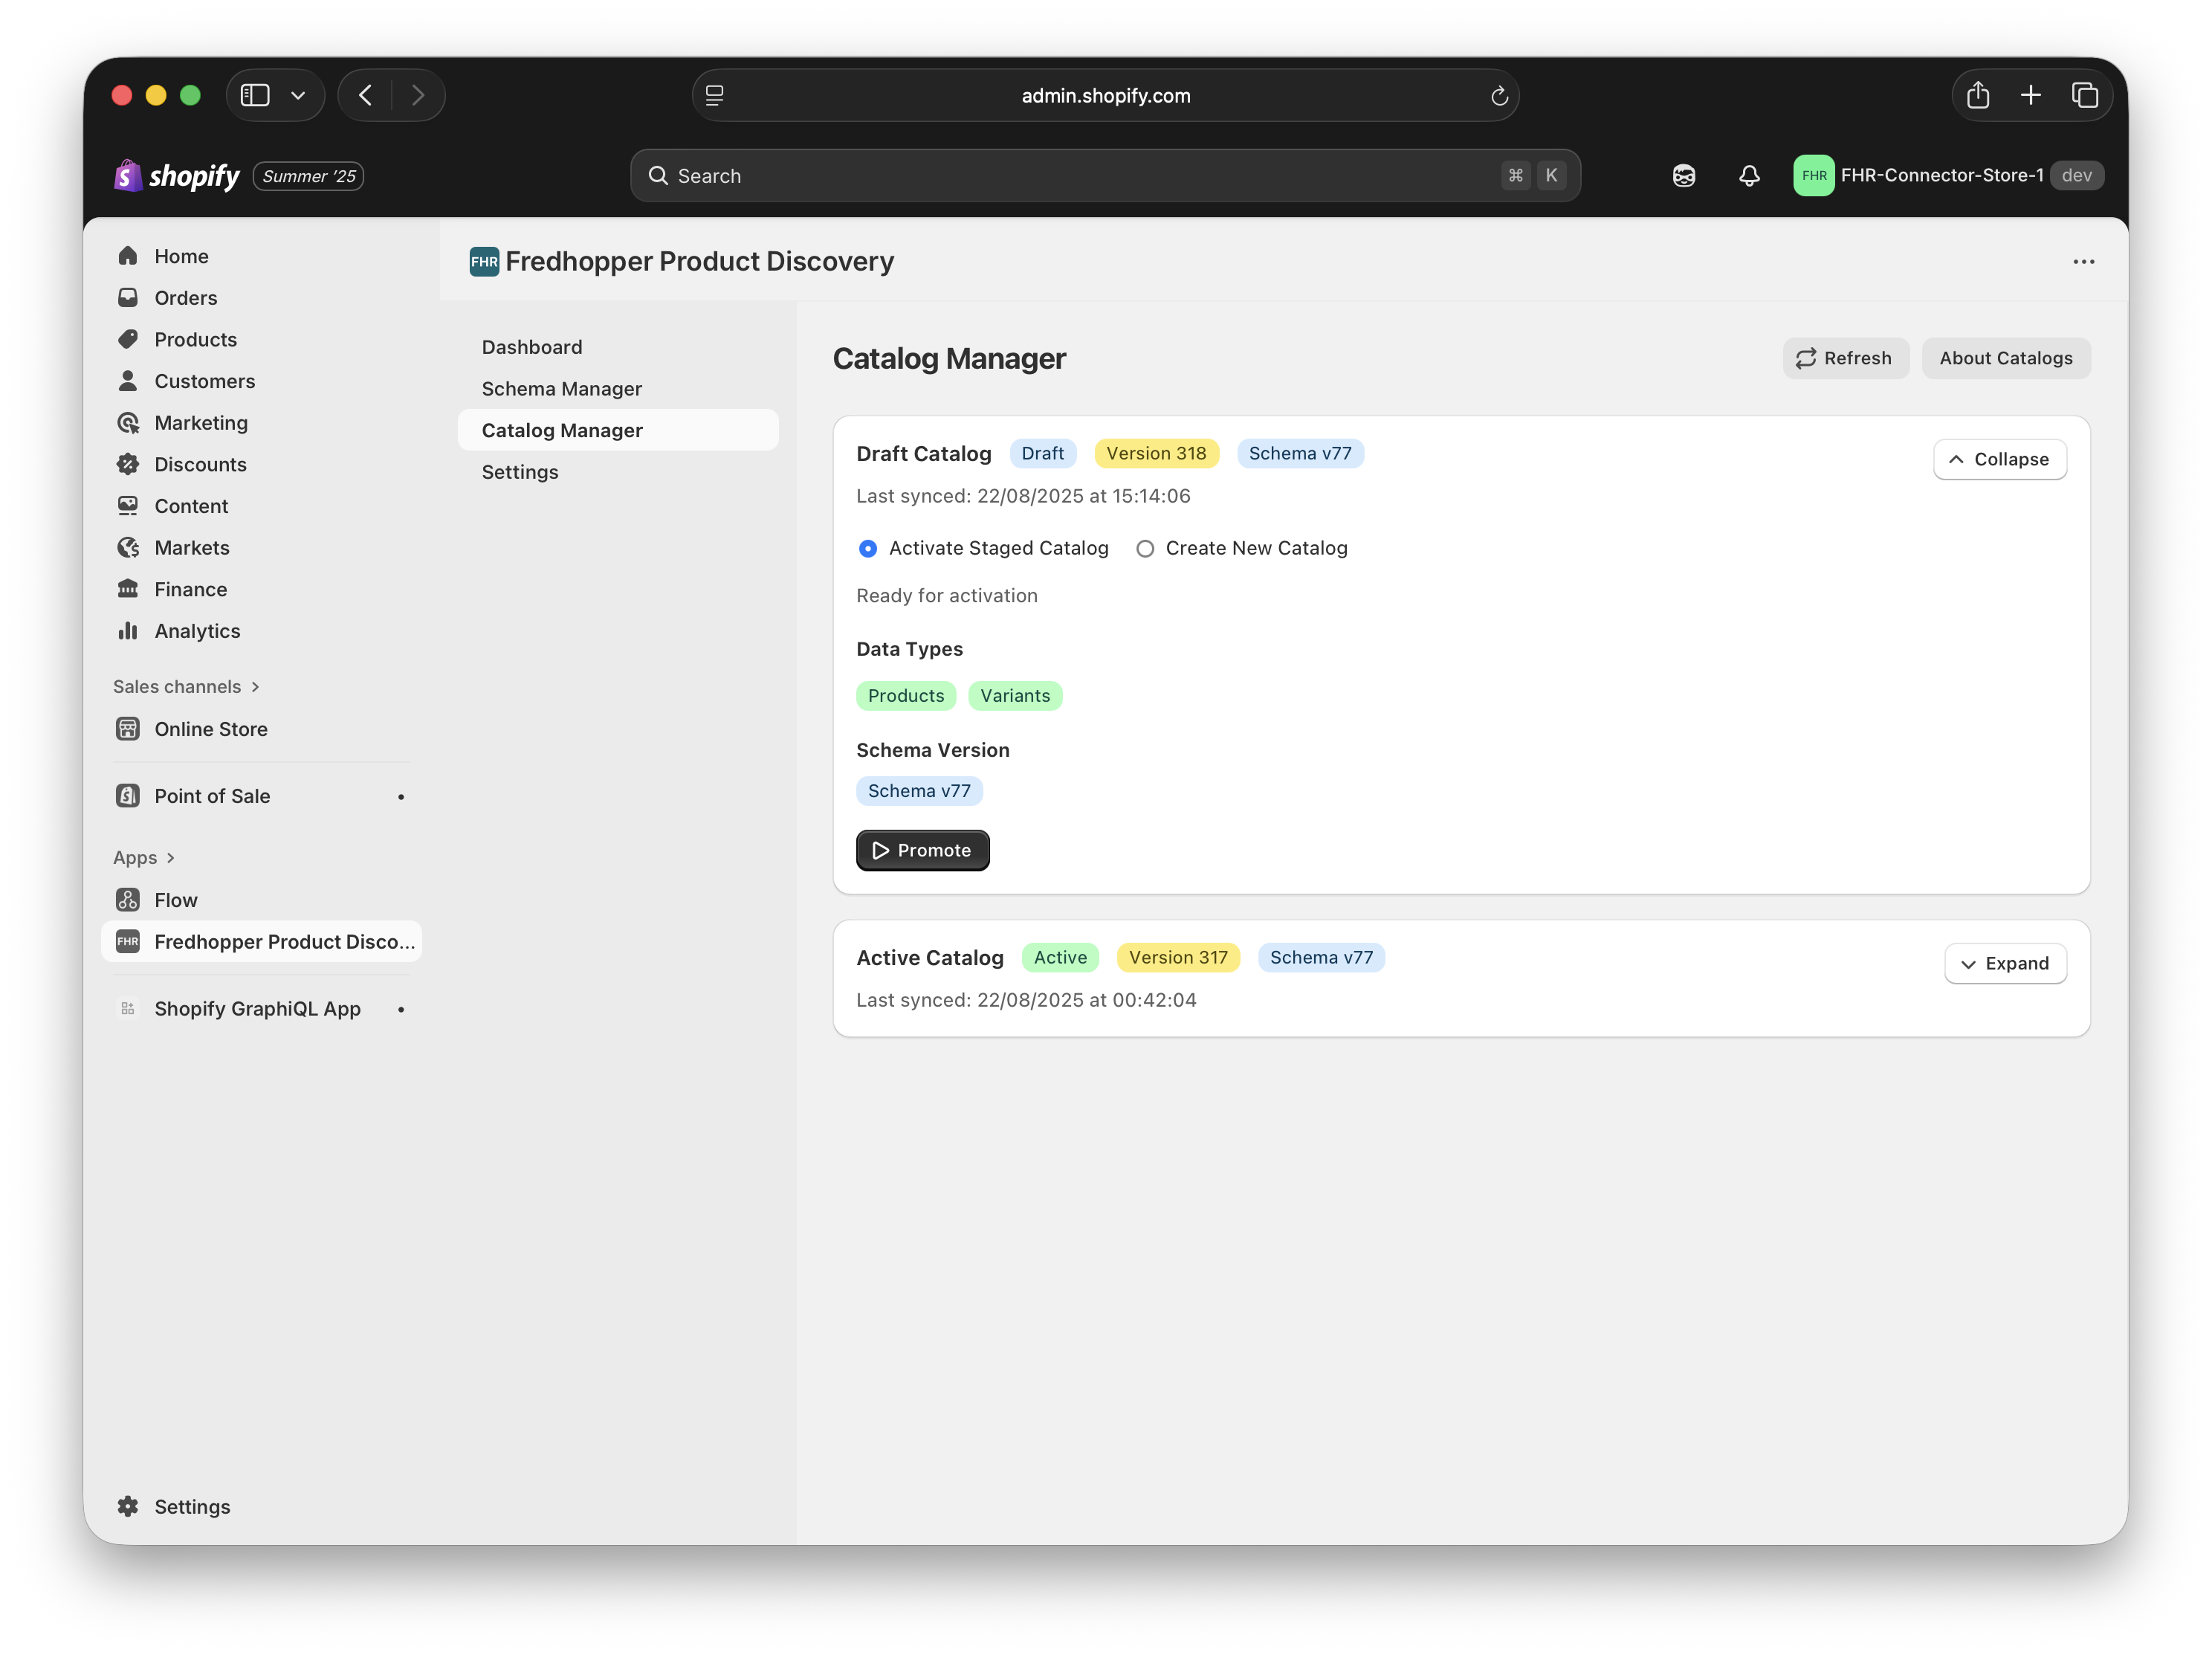 admin.shopify.com
shopify Summer '25
Search ⌘ K
FHR FHR-Connector-Store-1 dev
Home
Orders
Products
Customers
Marketing
Discounts
Content
Markets
Finance
Analytics
Sales channels
Online Store
Point of Sale
Apps
Flow
FHR Fredhopper Product Disco...
Shopify GraphiQL App
Settings
FHR Fredhopper Product Discovery
Dashboard
Schema Manager
Catalog Manager
Settings
Catalog Manager
Refresh About Catalogs
Draft Catalog Draft Version 318 Schema v77
Collapse
Last synced: 22/08/2025 at 15:14:06
Activate Staged Catalog Create New Catalog
Ready for activation
Data Types
Products Variants
Schema Version
Schema v77
Promote
Active Catalog Active Version 317 Schema v77
Expand
Last synced: 22/08/2025 at 00:42:04